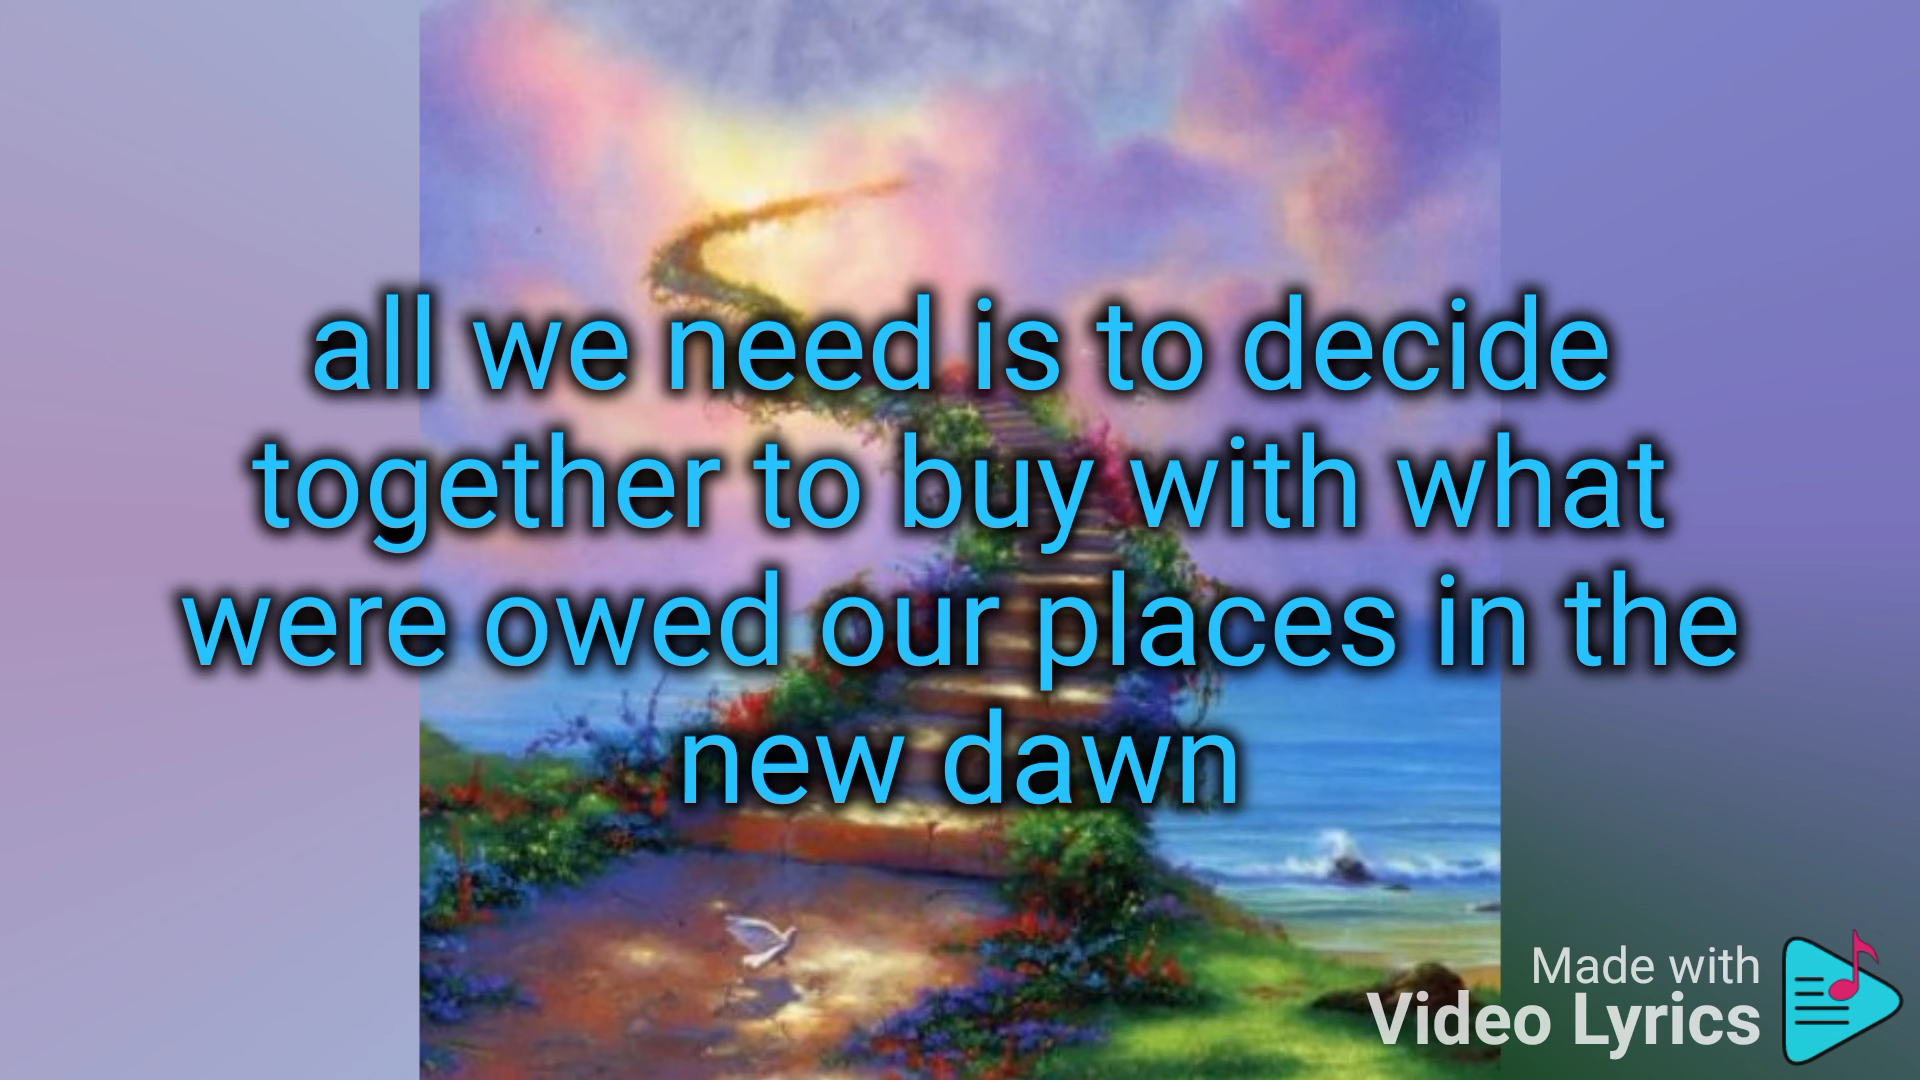 all we need is to decide
together to buy with what
were owed our places in the
new dawn
Made with
Video Lyrics